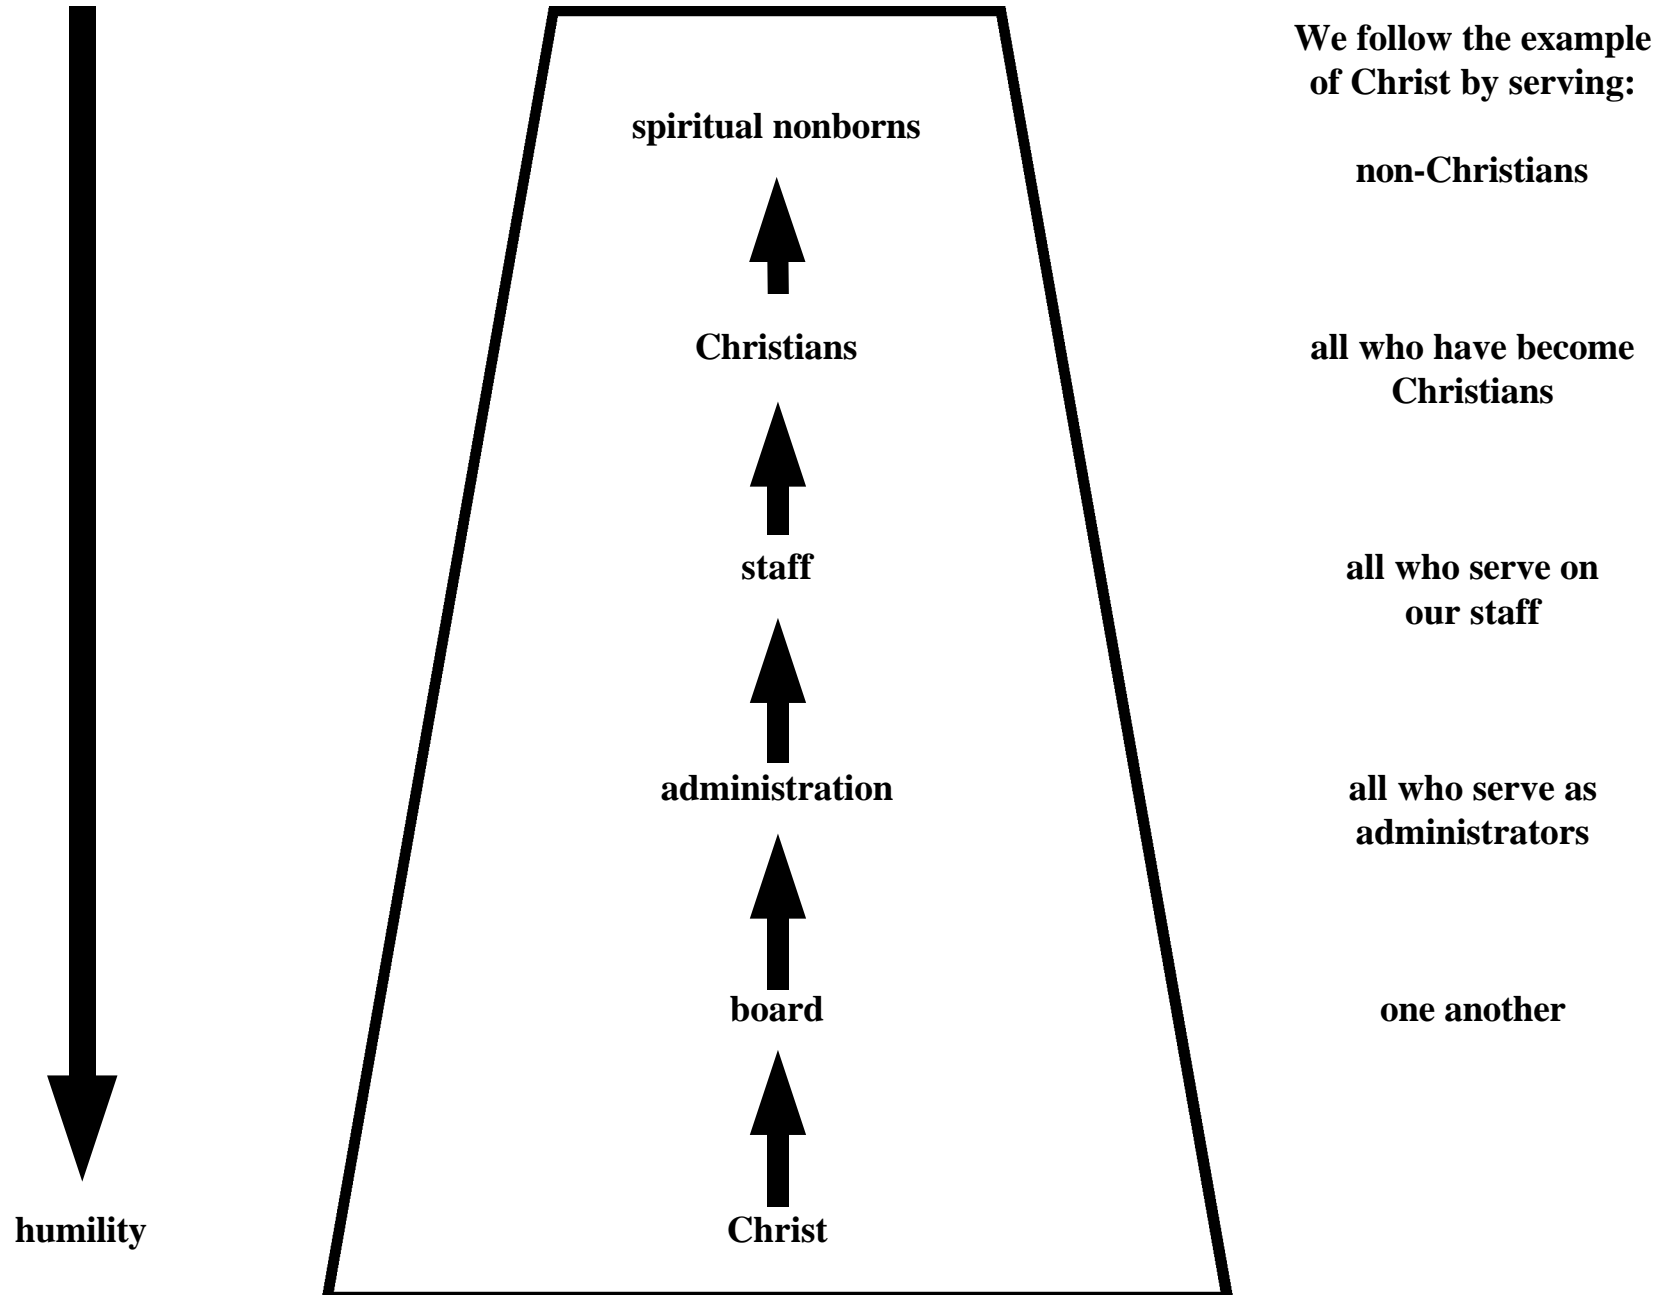 We follow the example
of Christ by serving:
spiritual nonborns
non-Christians
Christians
all who have become
Christians
staff
all who serve on
our staff
administration
all who serve as
administrators
board
one another
humility
Christ